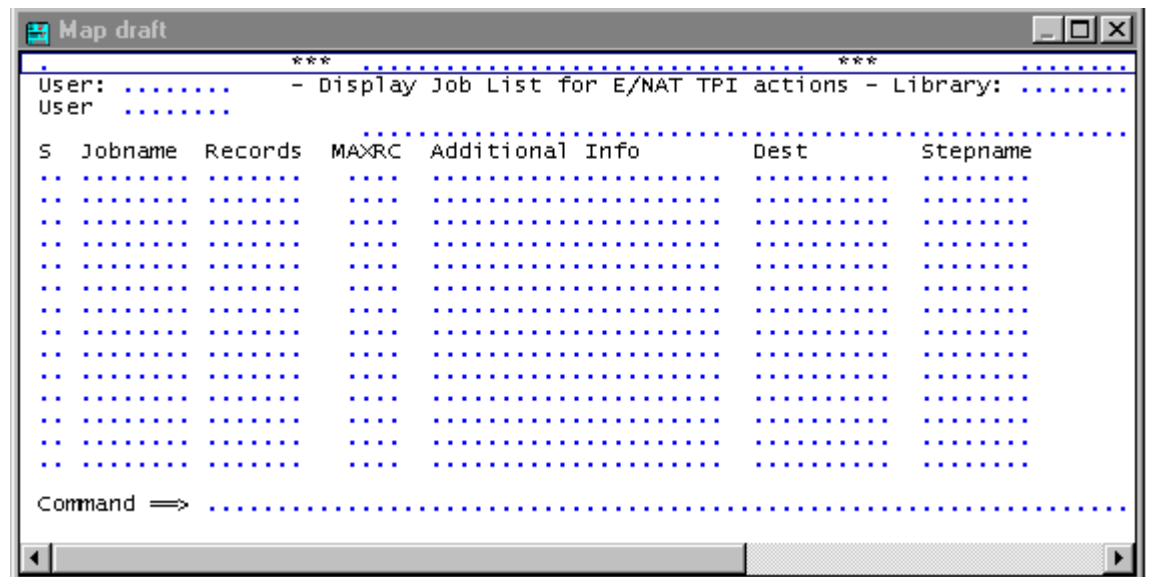 Map draft
. *** .................................. *** ........
User: ........ - Display Job List for E/NAT TPI actions - Library: ........
User ........
S Jobname Records MAXRC Additional Info Dest Stepname
.. ........ ....... .... ..................... .......... ........
.. ........ ....... .... ..................... .......... ........
.. ........ ....... .... ..................... .......... ........
.. ........ ....... .... ..................... .......... ........
.. ........ ....... .... ..................... .......... ........
.. ........ ....... .... ..................... .......... ........
.. ........ ....... .... ..................... .......... ........
.. ........ ....... .... ..................... .......... ........
.. ........ ....... .... ..................... .......... ........
.. ........ ....... .... ..................... .......... ........
.. ........ ....... .... ..................... .......... ........
.. ........ ....... .... ..................... .......... ........
.. ........ ....... .... ..................... .......... ........
.. ........ ....... .... ..................... .......... ........
Command ==> ....................................................................